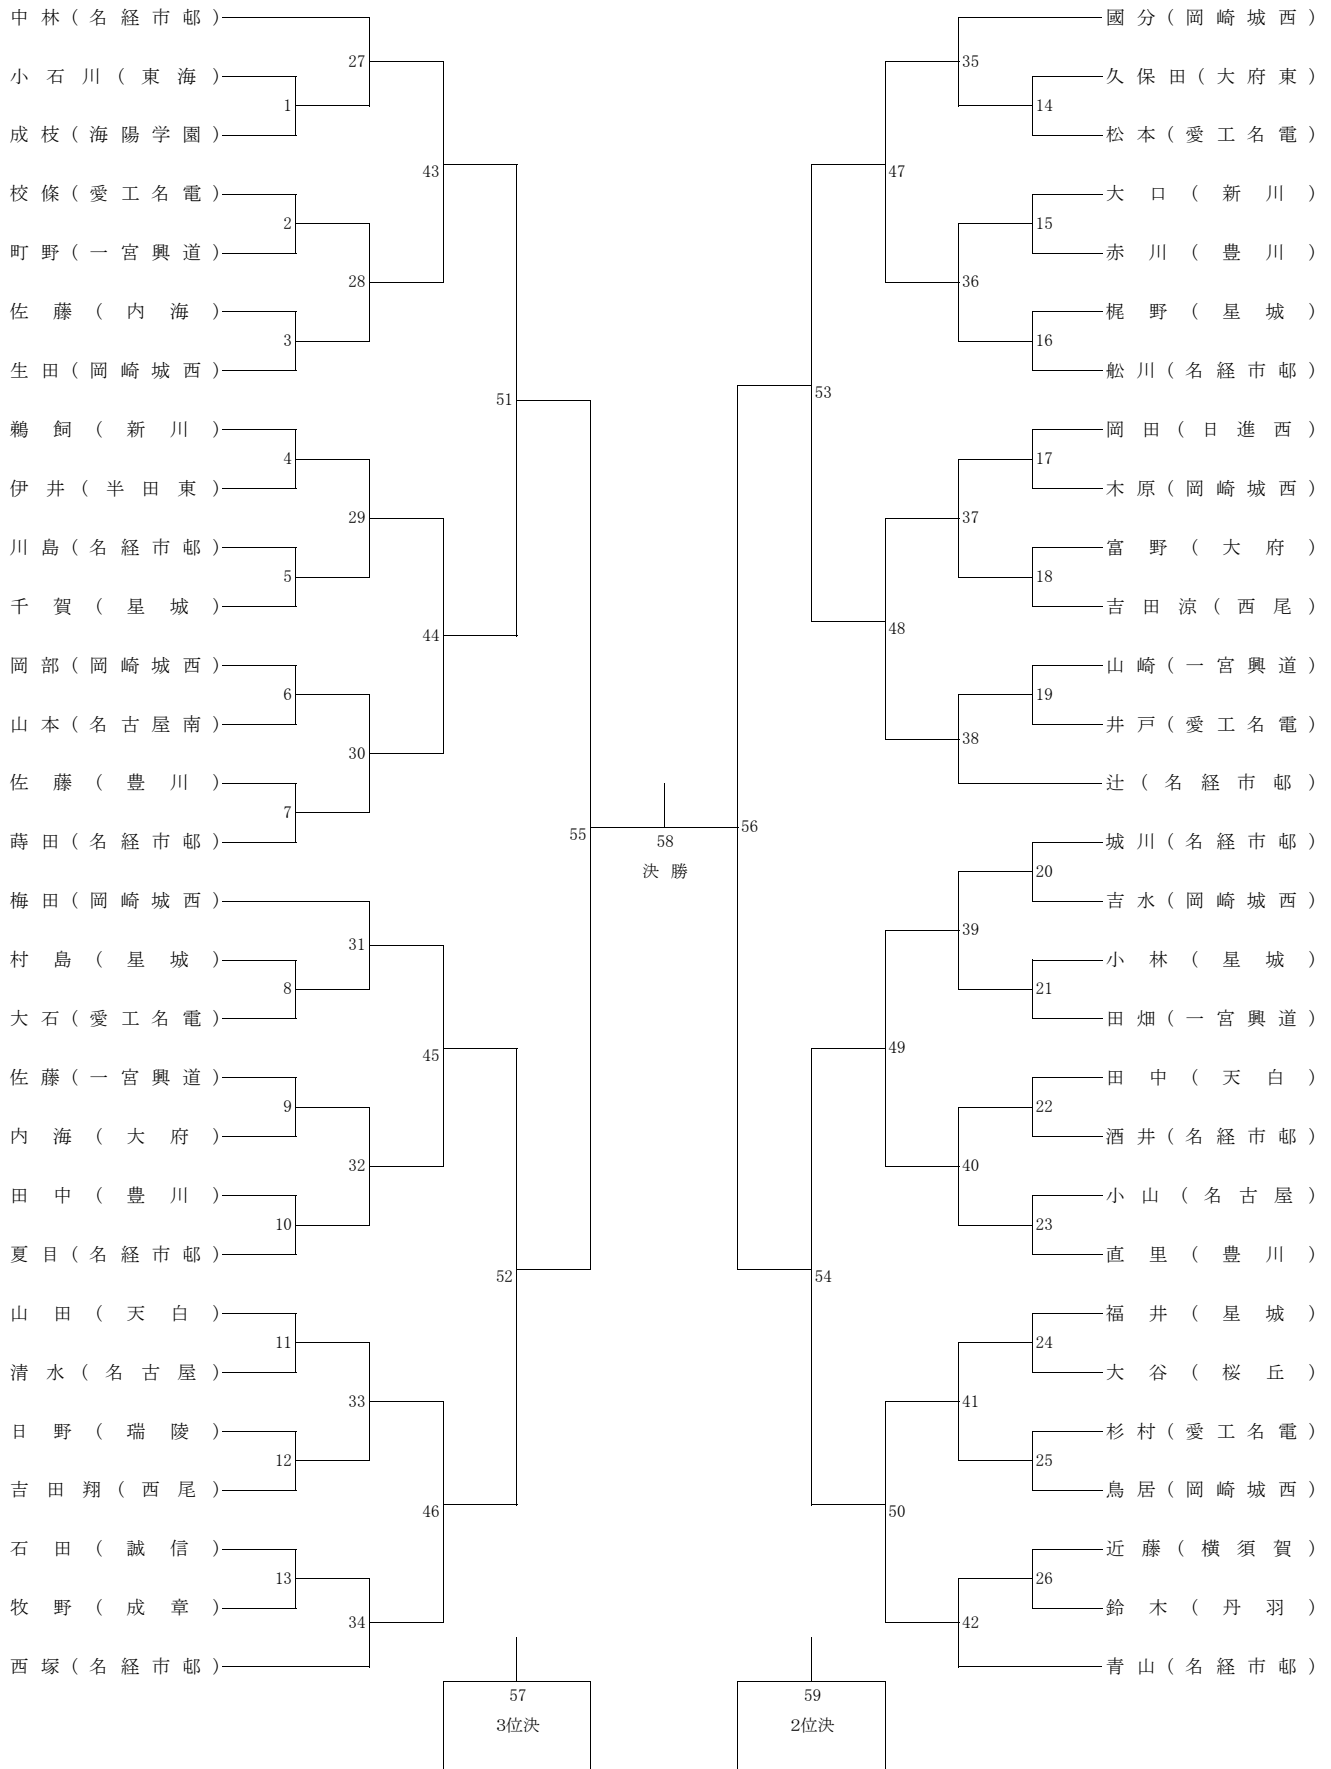 中林(名経市邨)
27
小石川(東海)
1
成枝(海陽学園)
43
校條(愛工名電)
2
町野(一宮興道)
28
佐藤(内海)
3
生田(岡崎城西)
51
鵜飼(新川)
4
伊井(半田東)
29
川島(名経市邨)
5
千賀(星城)
44
岡部(岡崎城西)
6
山本(名古屋南)
30
佐藤(豊川)
7
蒔田(名経市邨)
55
梅田(岡崎城西)
31
村島(星城)
8
大石(愛工名電)
45
佐藤(一宮興道)
9
内海(大府)
32
田中(豊川)
10
夏目(名経市邨)
52
山田(天白)
11
清水(名古屋)
33
日野(瑞陵)
12
吉田翔(西尾)
46
石田(誠信)
13
牧野(成章)
34
西塚(名経市邨)
58
決勝
57
3位決
國分(岡崎城西)
35
久保田(大府東)
14
松本(愛工名電)
47
大口(新川)
15
赤川(豊川)
36
梶野(星城)
16
舩川(名経市邨)
53
岡田(日進西)
17
木原(岡崎城西)
37
富野(大府)
18
吉田涼(西尾)
48
山崎(一宮興道)
19
井戸(愛工名電)
38
辻(名経市邨)
56
城川(名経市邨)
20
吉水(岡崎城西)
39
小林(星城)
21
田畑(一宮興道)
49
田中(天白)
22
酒井(名経市邨)
40
小山(名古屋)
23
直里(豊川)
54
福井(星城)
24
大谷(桜丘)
41
杉村(愛工名電)
25
鳥居(岡崎城西)
50
近藤(横須賀)
26
鈴木(丹羽)
42
青山(名経市邨)
59
2位決